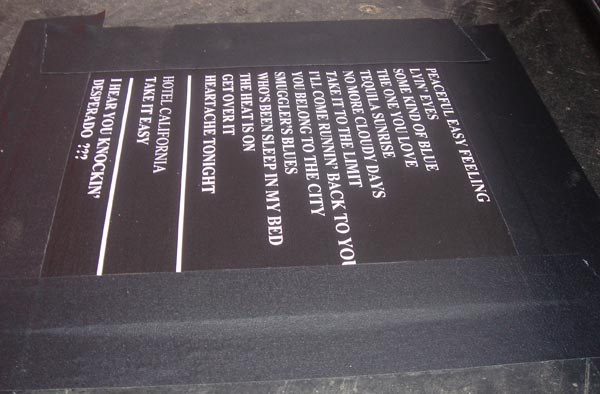 PEACEFUL EASY FEELING
LYIN' EYES
SOME KIND OF BLUE
THE ONE YOU LOVE
TEQUILA SUNRISE
NO MORE CLOUDY DAYS
TAKE IT TO THE LIMIT
I'LL COME RUNNIN' BACK TO YOU
YOU BELONG TO THE CITY
SMUGGLER'S BLUES
WHO'S BEEN SLEEP IN MY BED
THE HEAT IS ON
GET OVER IT
HEARTACHE TONIGHT
HOTEL CALIFORNIA
TAKE IT EASY
I HEAR YOU KNOCKIN'
DESPERADO ???